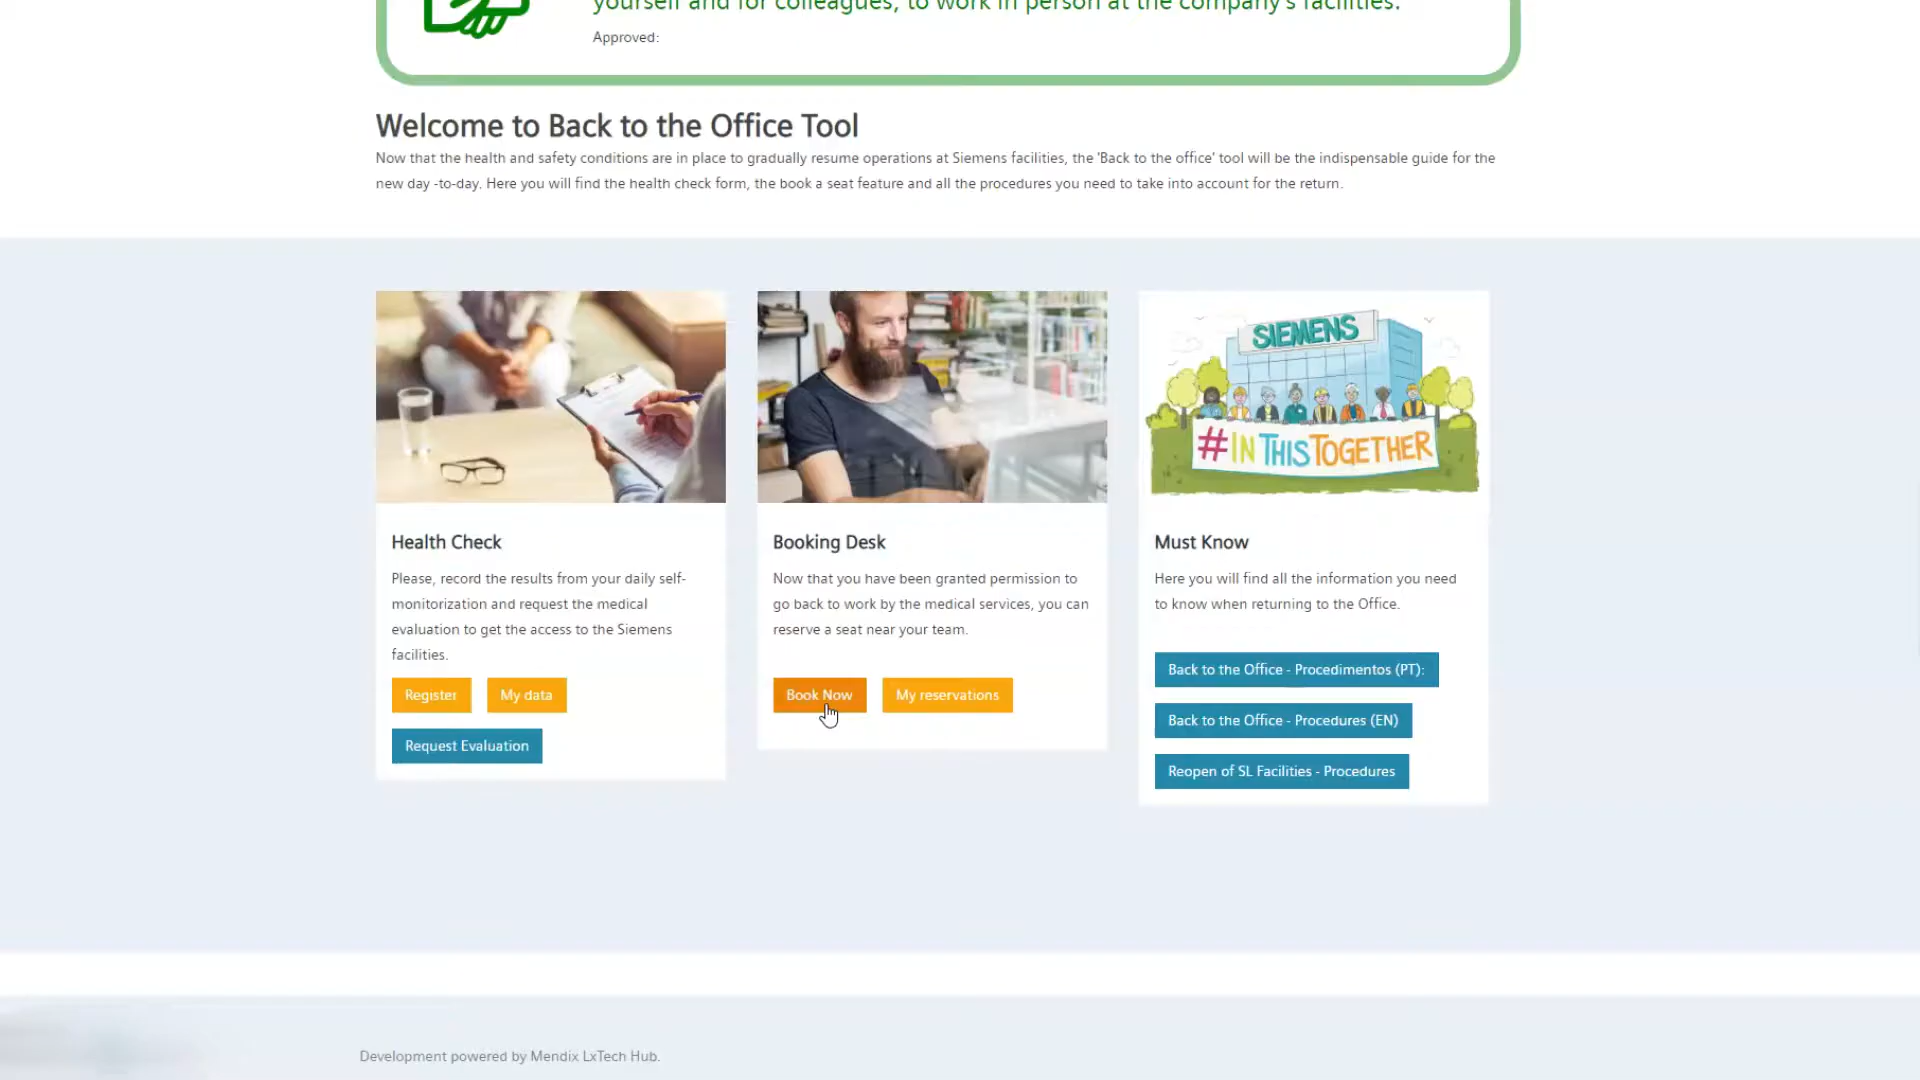 yourself and for colleagues, to work in person at the company's facilities.
Approved:
Welcome to Back to the Office Tool
Now that the health and safety conditions are in place to gradually resume operations at Siemens facilities, the 'Back to the office' tool will be the indispensable guide for the
new day -to-day. Here you will find the health check form, the book a seat feature and all the procedures you need to take into account for the return.
SIEMENS
#INTHISTOGETHER
Health Check
Please, record the results from your daily self-
monitorization and request the medical
evaluation to get the access to the Siemens
facilities.
Register
My data
Request Evaluation
Booking Desk
Now that you have been granted permission to
go back to work by the medical services, you can
reserve a seat near your team.
Book Now
My reservations
Must Know
Here you will find all the information you need
to know when returning to the Office.
Back to the Office - Procedimentos (PT):
Back to the Office - Procedures (EN)
Reopen of SL Facilities - Procedures
Development powered by Mendix LxTech Hub.